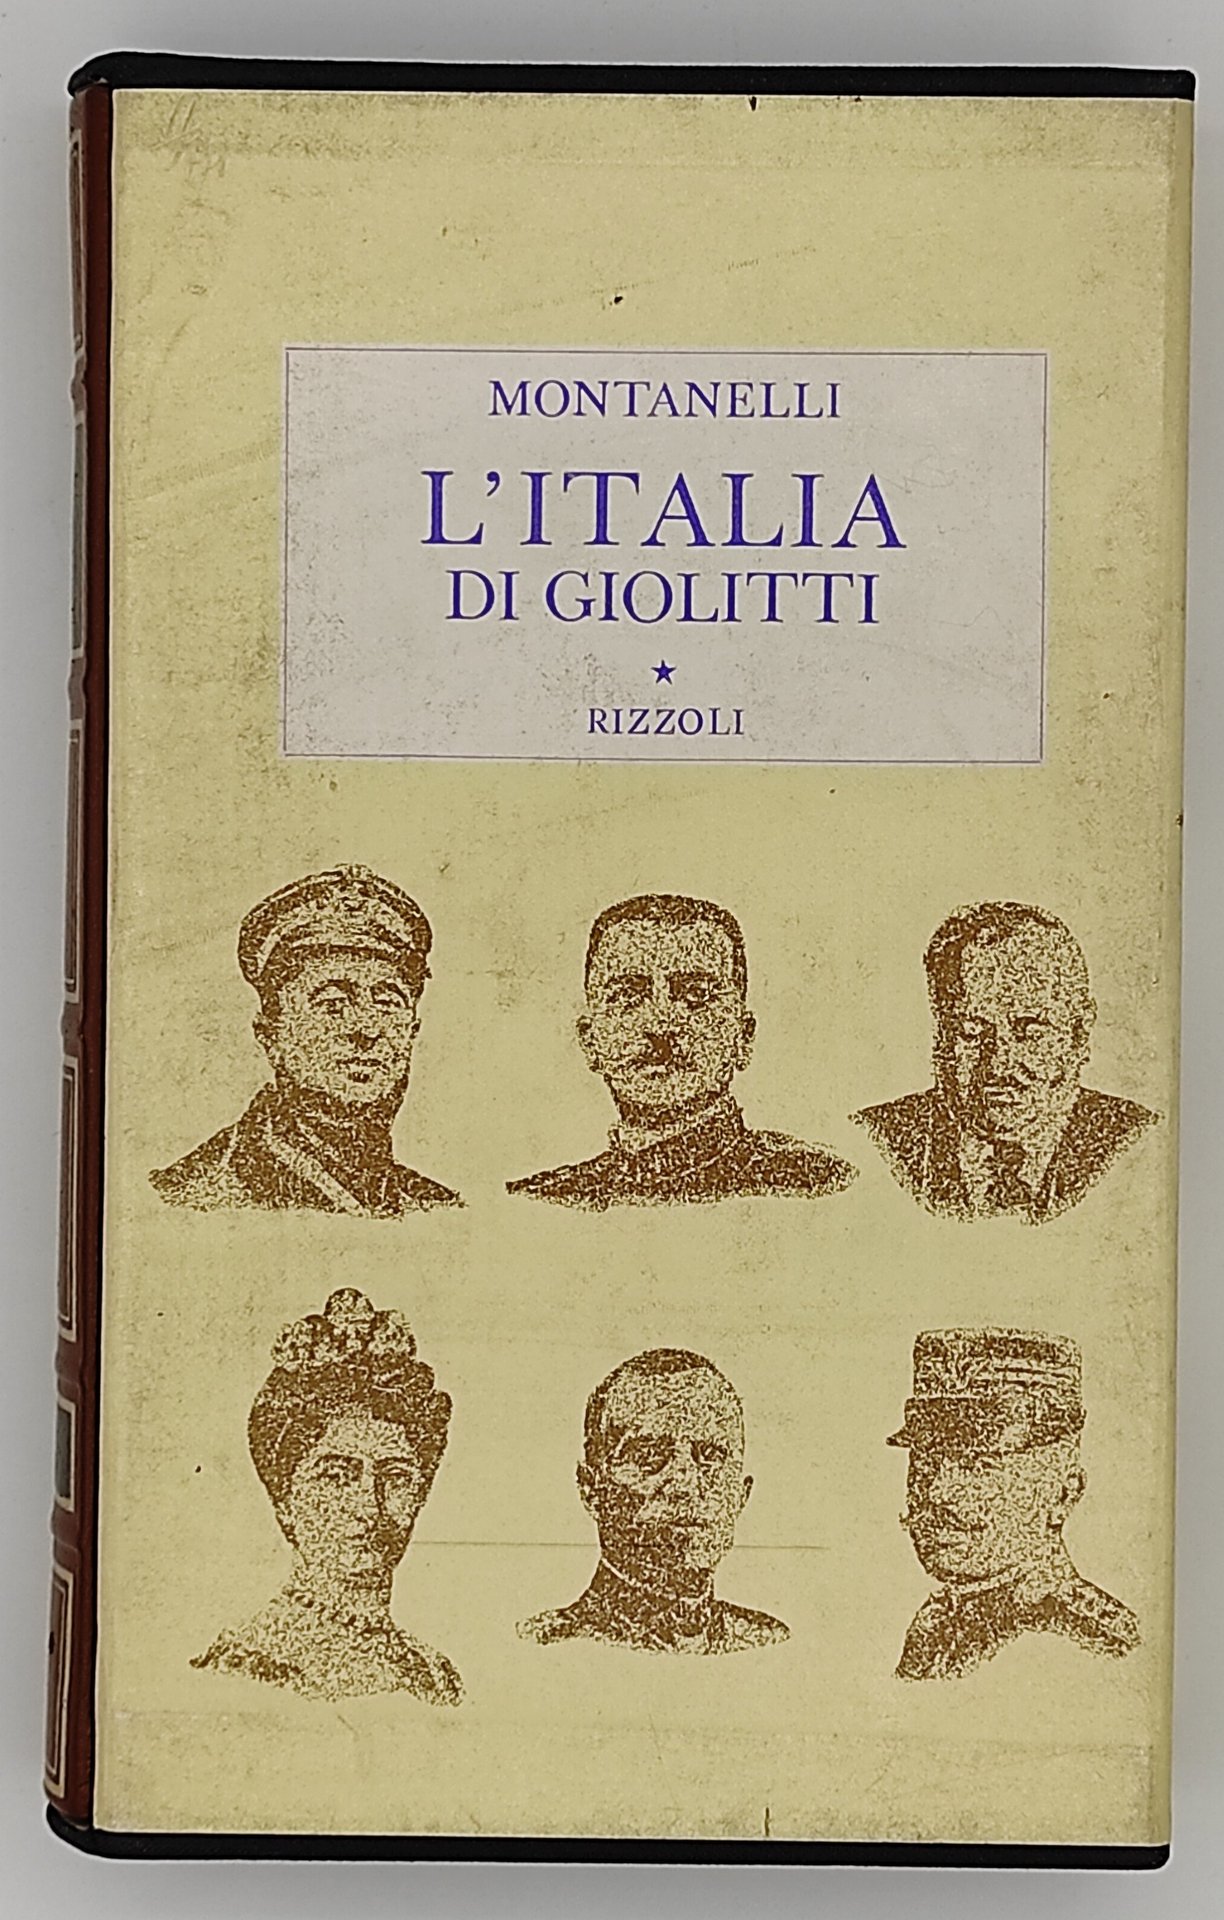 MONTANELLI
L'ITALIA
DI GIOLITTI
★
RIZZOLI